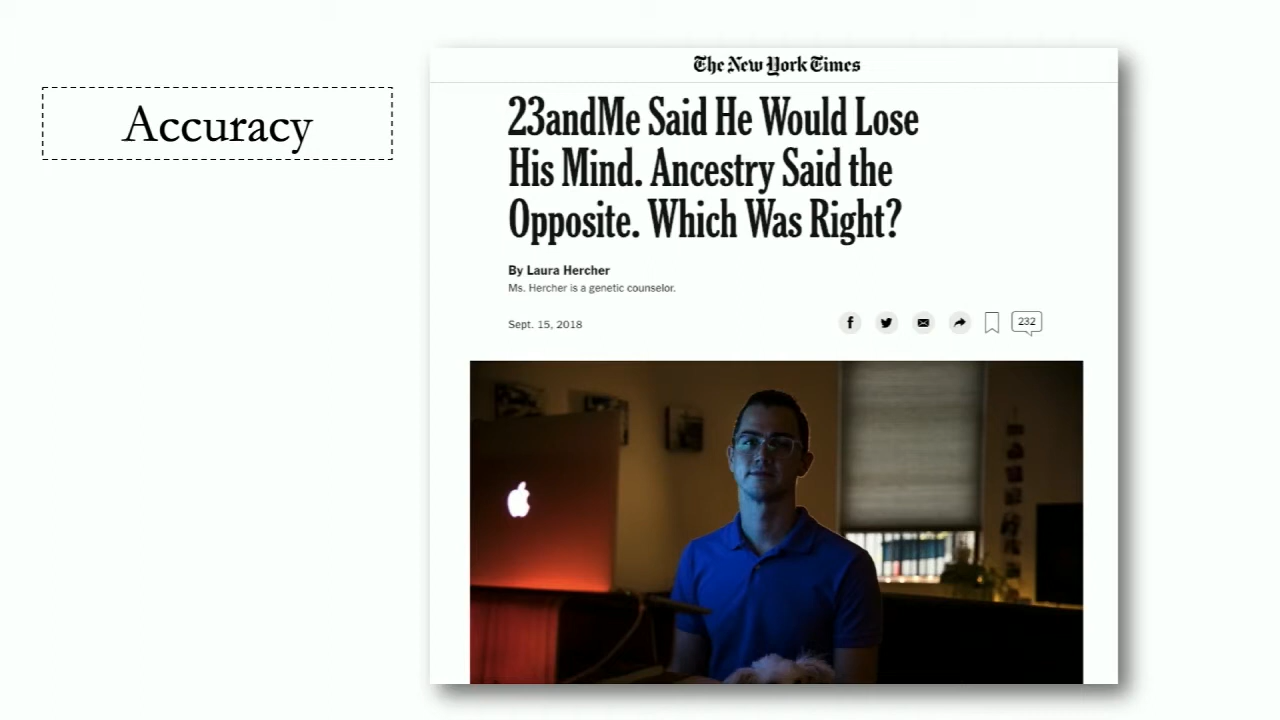 Accuracy
The New York Times
23andMe Said He Would Lose
His Mind. Ancestry Said the
Opposite. Which Was Right?
By Laura Hercher
Ms. Hercher is a genetic counselor.
Sept. 15, 2018
232